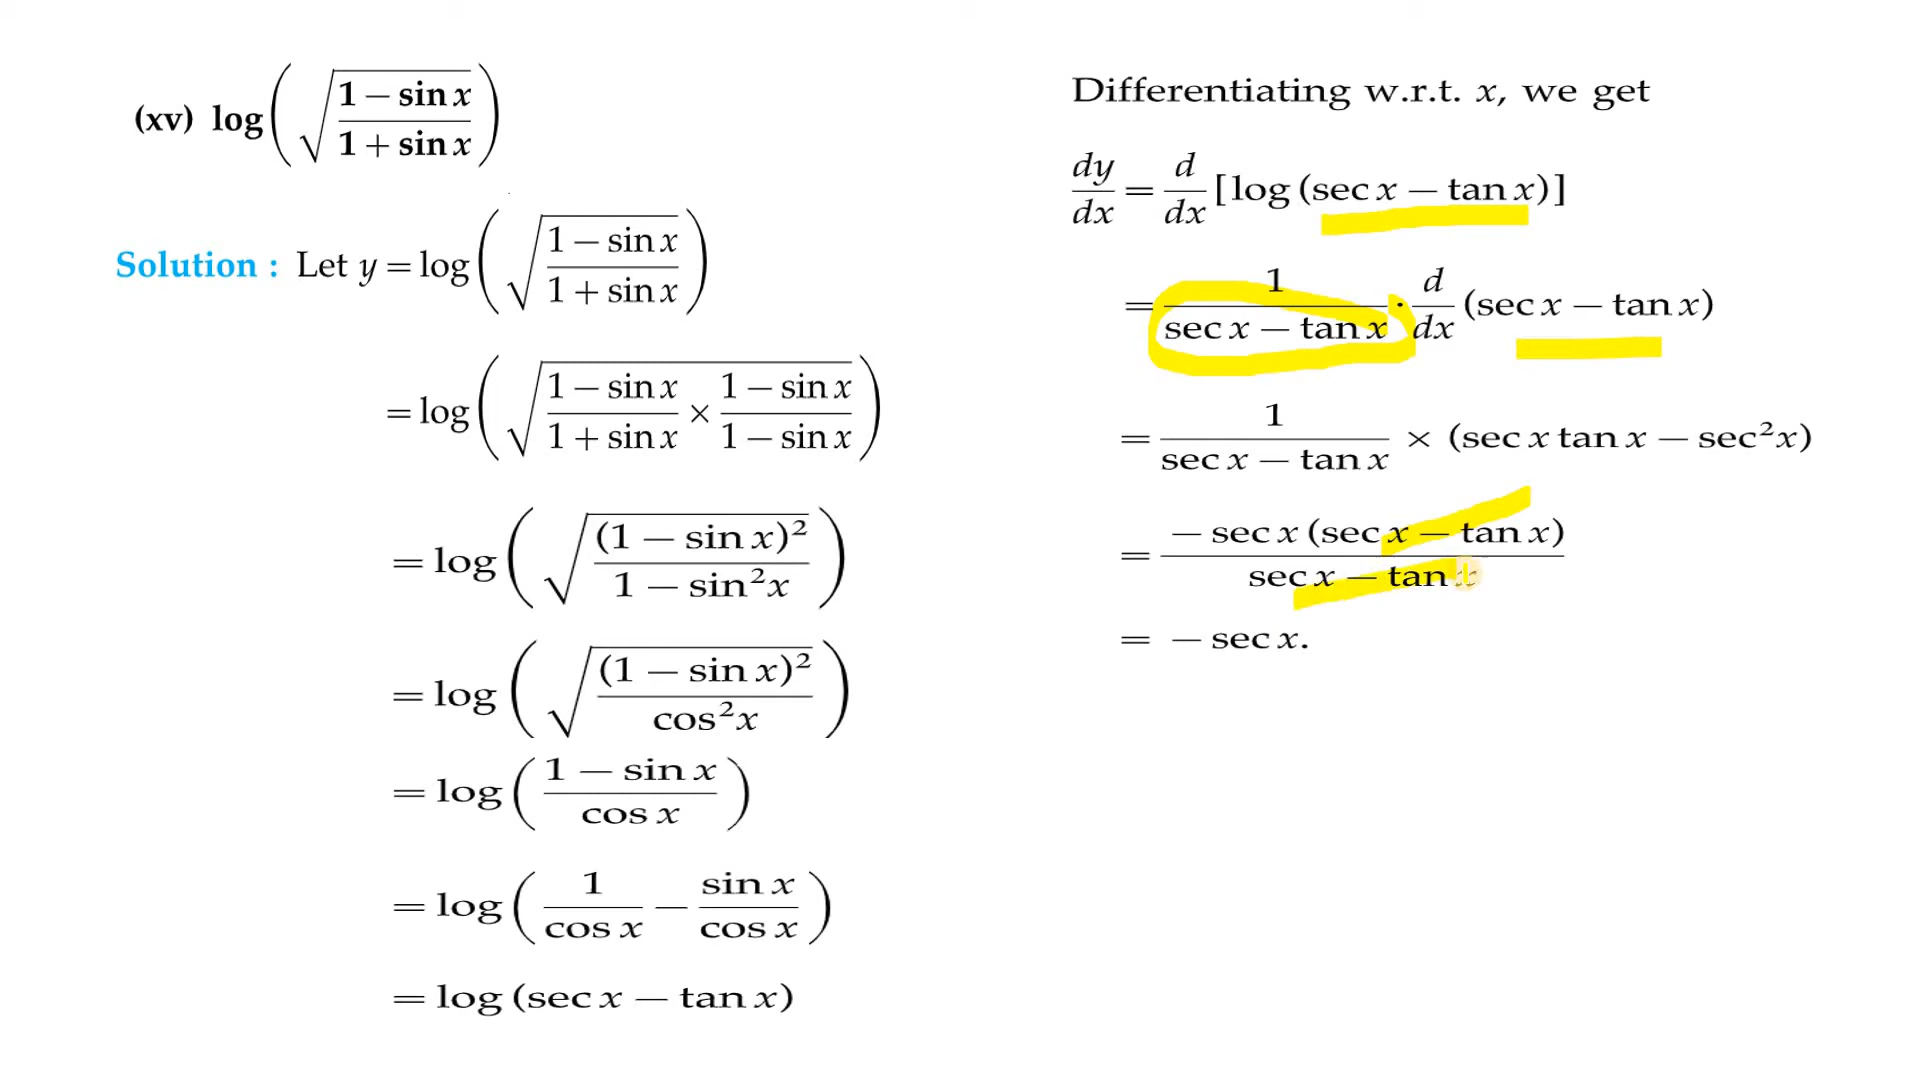 (xv) log(√((1 − sin x)/(1 + sin x)))
Solution : Let y = log(√((1 − sin x)/(1 + sin x)))
= log(√((1 − sin x)/(1 + sin x) × (1 − sin x)/(1 − sin x)))
= log(√((1 − sin x)²/(1 − sin²x)))
= log(√((1 − sin x)²/cos²x))
= log((1 − sin x)/cos x)
= log(1/cos x − sin x/cos x)
= log (sec x − tan x)
Differentiating w.r.t. x, we get
dy/dx = d/dx [log (sec x − tan x)]
= 1/(sec x − tan x) · d/dx (sec x − tan x)
= 1/(sec x − tan x) × (sec x tan x − sec²x)
= − sec x (sec x − tan x)/(sec x − tan x)
= − sec x.